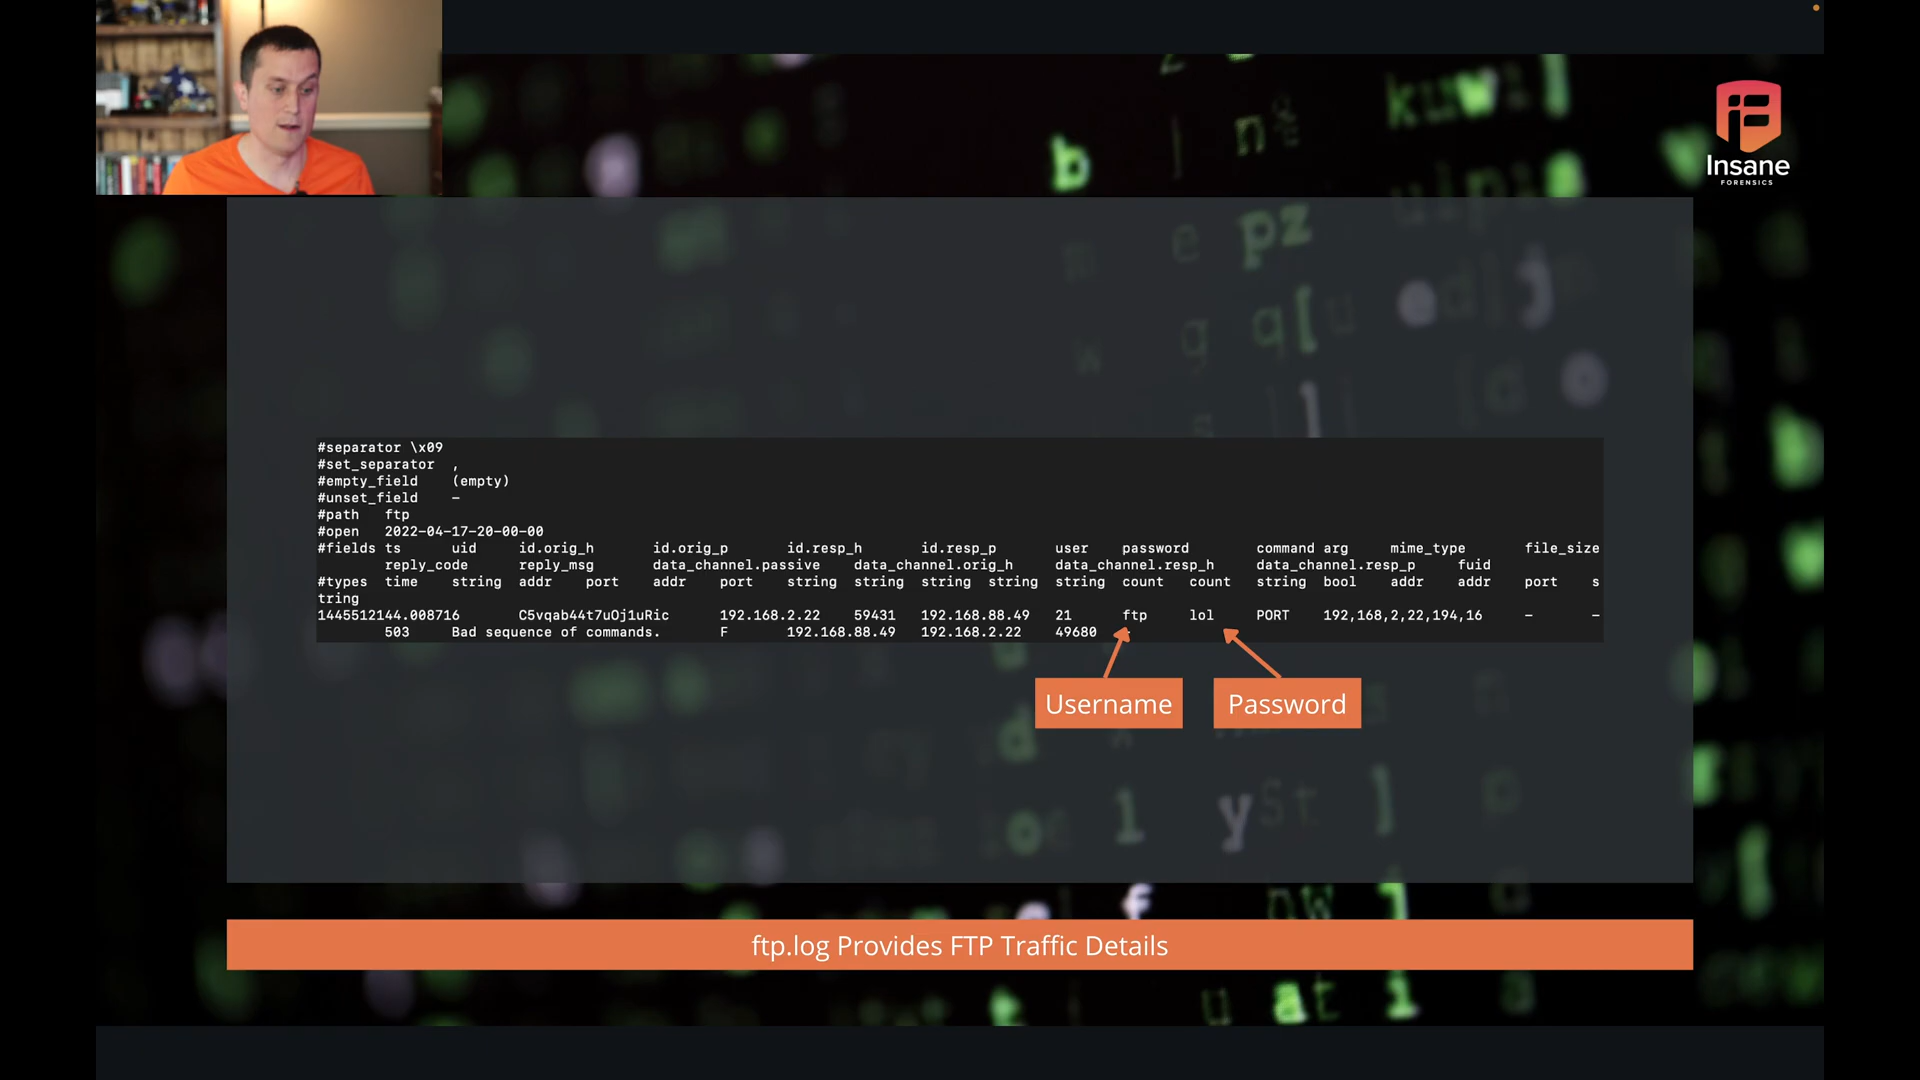 Insane
FORENSICS
#separator \x09
#set_separator ,
#empty_field (empty)
#unset_field -
#path ftp
#open 2022-04-17-20-00-00
#fields ts uid id.orig_h id.orig_p id.resp_h id.resp_p user password command arg mime_type file_size
reply_code reply_msg data_channel.passive data_channel.orig_h data_channel.resp_h data_channel.resp_p fuid
#types time string addr port addr port string string string string string count count string bool addr addr port s
tring
1445512144.008716 C5vqab44t7uOj1uRic 192.168.2.22 59431 192.168.88.49 21 ftp lol PORT 192,168,2,22,194,16 - -
503 Bad sequence of commands. F 192.168.88.49 192.168.2.22 49680 -
Username Password
ftp.log Provides FTP Traffic Details